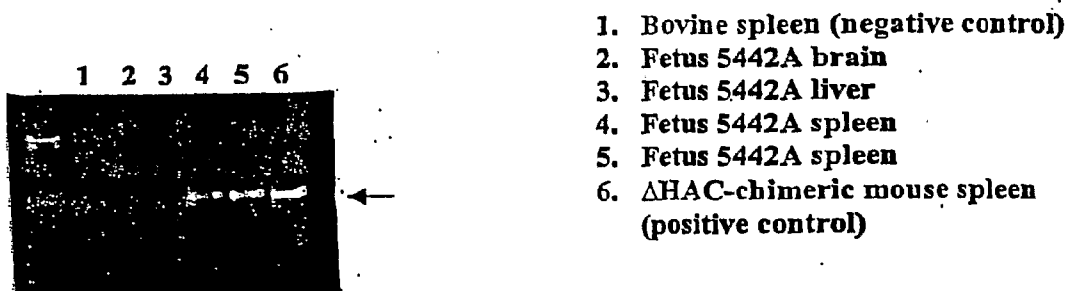 1 2 3 4 5 6
1. Bovine spleen (negative control)
2. Fetus 5442A brain
3. Fetus 5442A liver
4. Fetus 5442A spleen
5. Fetus 5442A spleen
6. ΔHAC-chimeric mouse spleen
(positive control)